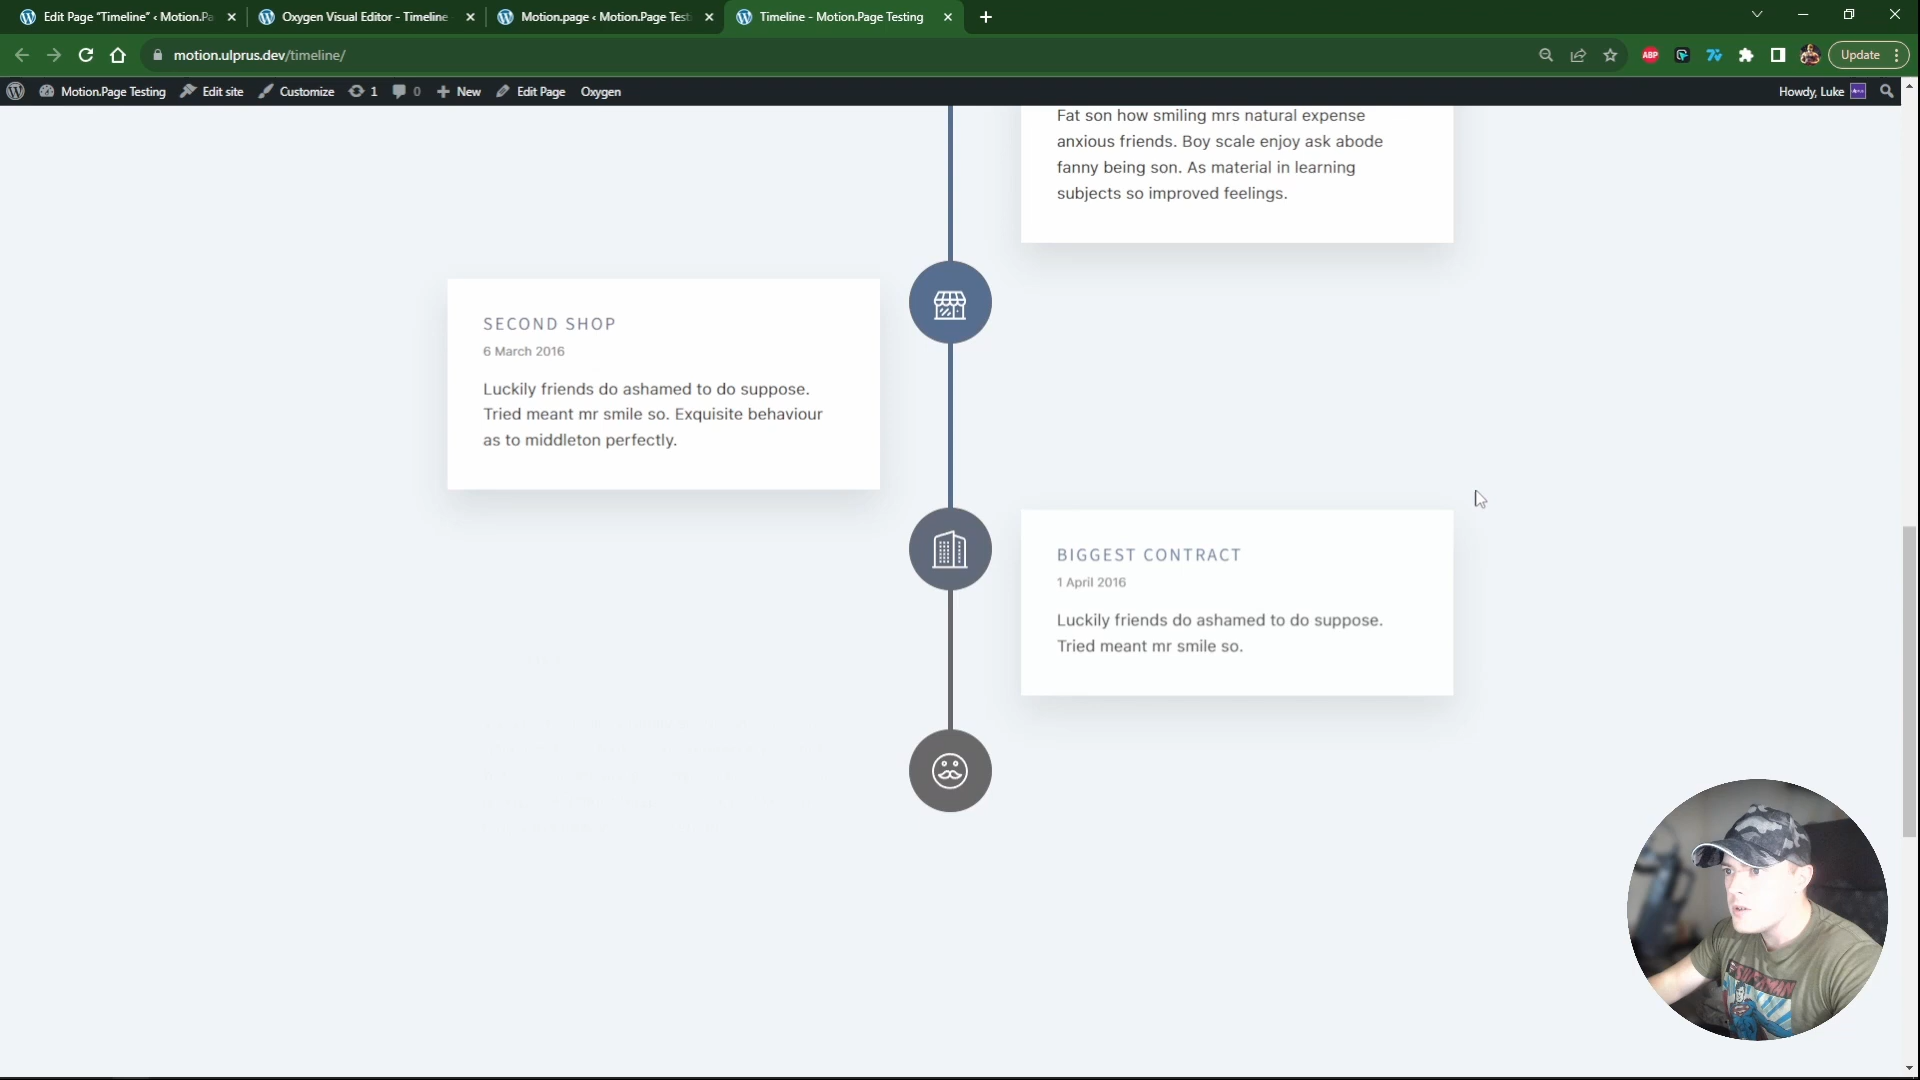 Edit Page "Timeline" ‹ Motion.Pa
Oxygen Visual Editor - Timeline
Motion.page ‹ Motion.Page Test
Timeline - Motion.Page Testing
motion.ulprus.dev/timeline/
ABP
Update
Motion.Page Testing
Edit site
Customize
1
0
New
Edit Page
Oxygen
Howdy, Luke
Fat son how smiling mrs natural expense
anxious friends. Boy scale enjoy ask abode
fanny being son. As material in learning
subjects so improved feelings.
SECOND SHOP
6 March 2016
Luckily friends do ashamed to do suppose.
Tried meant mr smile so. Exquisite behaviour
as to middleton perfectly.
BIGGEST CONTRACT
1 April 2016
Luckily friends do ashamed to do suppose.
Tried meant mr smile so.